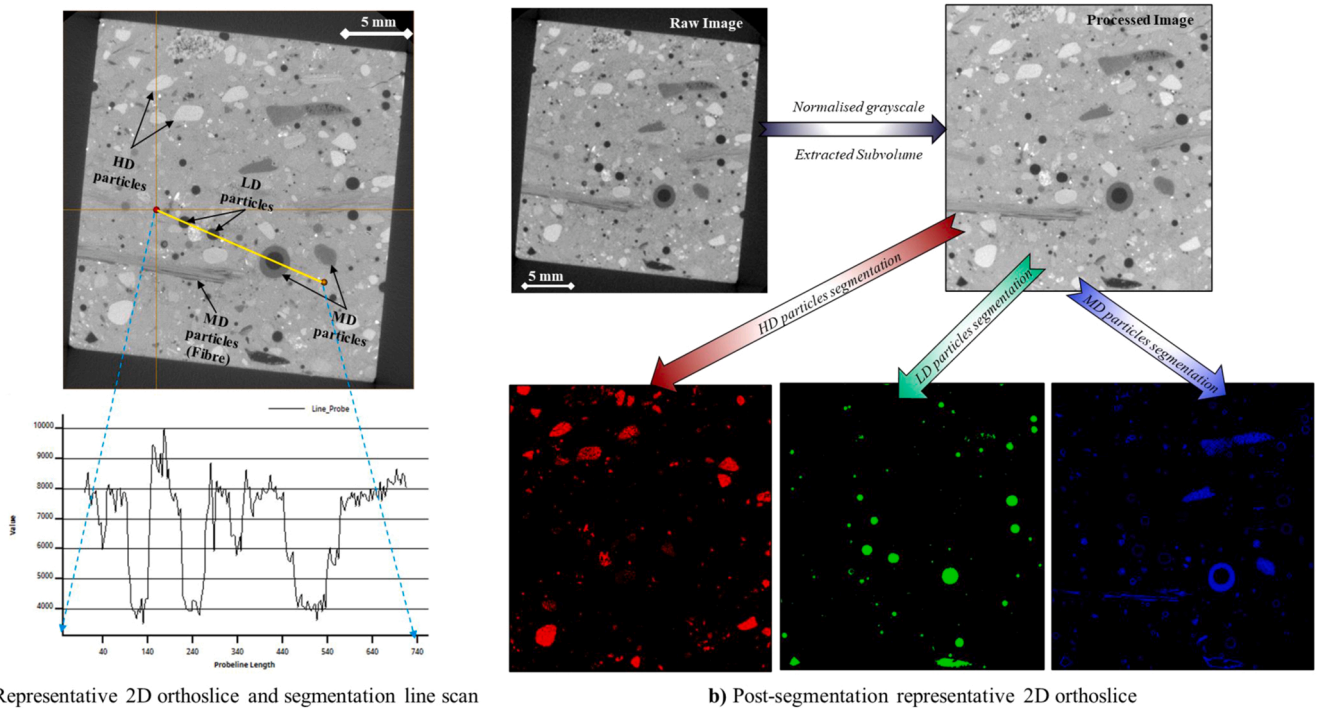 5 mm
HD
particles
LD
particles
MD
particles
(Fibre)
MD
particles
Line_Probe
Value
10000
9000
8000
7000
6000
5000
4000
40
140
240
340
440
540
640
740
Probeline Length
Representative 2D orthoslice and segmentation line scan
Raw Image
5 mm
Normalised grayscale
Extracted Subvolume
Processed Image
HD particles segmentation
LD particles segmentation
MD particles segmentation
b) Post-segmentation representative 2D orthoslice